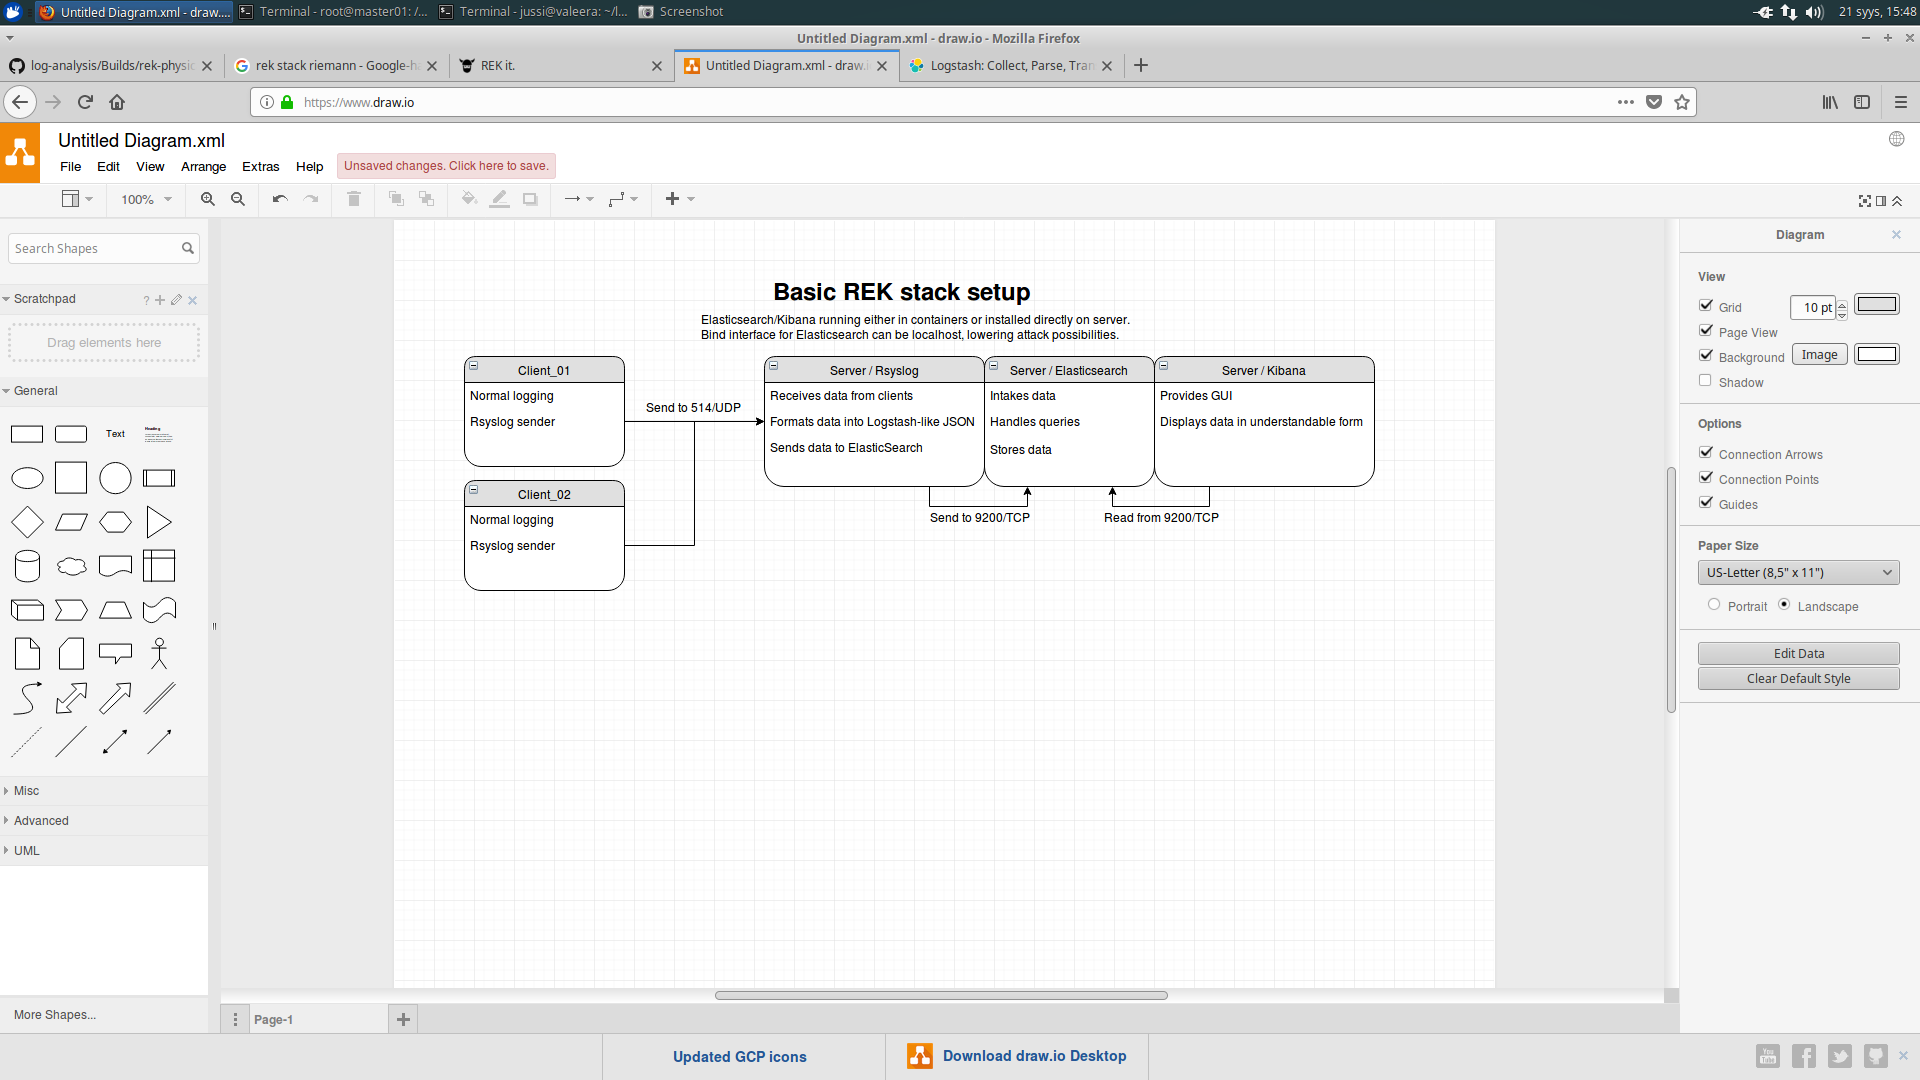 Untitled Diagram.xml - draw....
Terminal - root@master01: /...
Terminal - jussi@valeera: ~/l...
Screenshot
21 syys, 15:48
Untitled Diagram.xml - draw.io - Mozilla Firefox
log-analysis/Builds/rek-physic
rek stack riemann - Google-h
REK it.
Untitled Diagram.xml - draw.i
Logstash: Collect, Parse, Tran
https://www.draw.io
Untitled Diagram.xml
File Edit View Arrange Extras Help
Unsaved changes. Click here to save.
100%
Search Shapes
Scratchpad
?
Drag elements here
General
Text
Heading
Misc
Advanced
UML
More Shapes...
Basic REK stack setup
Elasticsearch/Kibana running either in containers or installed directly on server.
Bind interface for Elasticsearch can be localhost, lowering attack possibilities.
Client_01
Normal logging
Rsyslog sender
Send to 514/UDP
Client_02
Normal logging
Rsyslog sender
Server / Rsyslog
Receives data from clients
Formats data into Logstash-like JSON
Sends data to ElasticSearch
Server / Elasticsearch
Intakes data
Handles queries
Stores data
Server / Kibana
Provides GUI
Displays data in understandable form
Send to 9200/TCP
Read from 9200/TCP
Diagram
View
Grid
10 pt
Page View
Background
Image
Shadow
Options
Connection Arrows
Connection Points
Guides
Paper Size
US-Letter (8,5" x 11")
Portrait
Landscape
Edit Data
Clear Default Style
Page-1
Updated GCP icons
Download draw.io Desktop
You
Tube